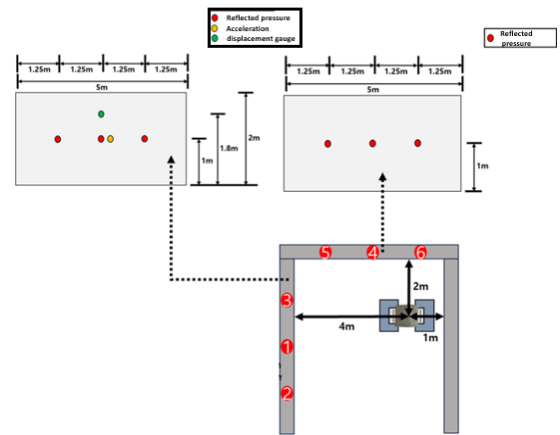 Reflected pressure
Acceleration
displacement gauge
Reflected
pressure
1.25m 1.25m 1.25m 1.25m
5m
2m
1.8m
1m
1.25m 1.25m 1.25m 1.25m
5m
1m
5 4 6
2m
3
4m 1m
1
2